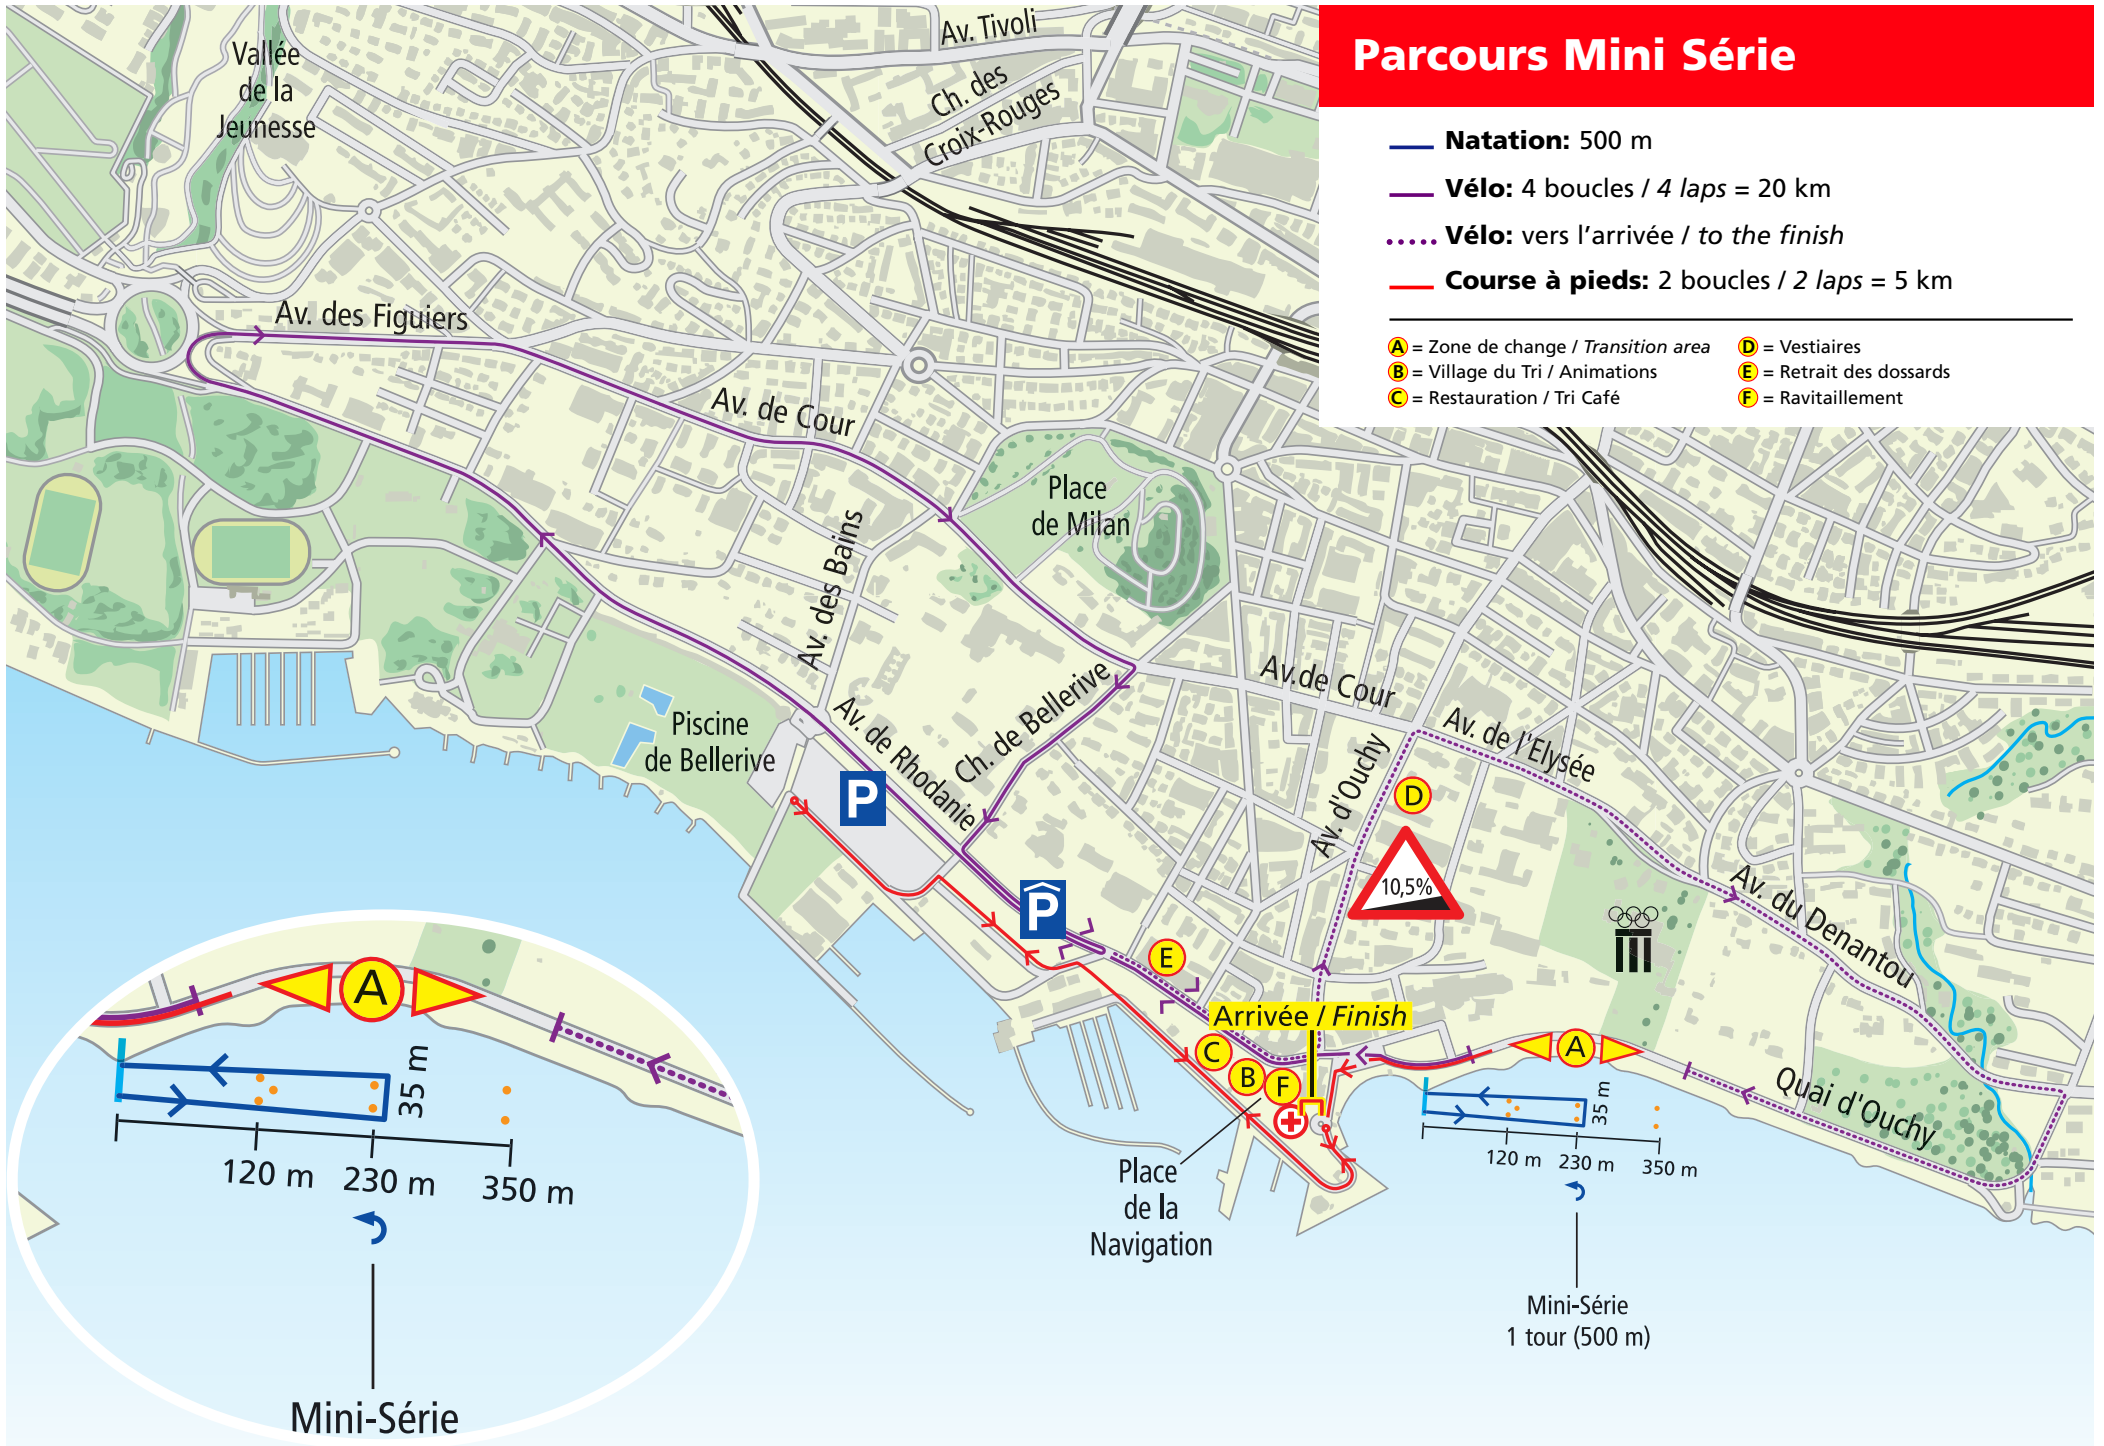 Parcours Mini Série
Natation: 500 m
Vélo: 4 boucles / 4 laps = 20 km
Vélo: vers l'arrivée / to the finish
Course à pieds: 2 boucles / 2 laps = 5 km
A = Zone de change / Transition area
B = Village du Tri / Animations
C = Restauration / Tri Café
D = Vestiaires
E = Retrait des dossards
F = Ravitaillement
Vallée
de la
Jeunesse
Av. Tivoli
Ch. des
Croix-Rouges
Av. des Figuiers
Av. de Cour
Place
de Milan
Av. des Bains
Av. de Cour
Ch. de Bellerive
Av. de Rhodanie
Piscine
de Bellerive
P
P
Av. d'Ouchy
Av. de l'Elysée
D
10,5%
Av. du Denantou
E
Arrivée / Finish
C
B
F
A
Quai d'Ouchy
35 m
120 m
230 m
350 m
Place
de la
Navigation
Mini-Série
1 tour (500 m)
A
35 m
120 m
230 m
350 m
Mini-Série